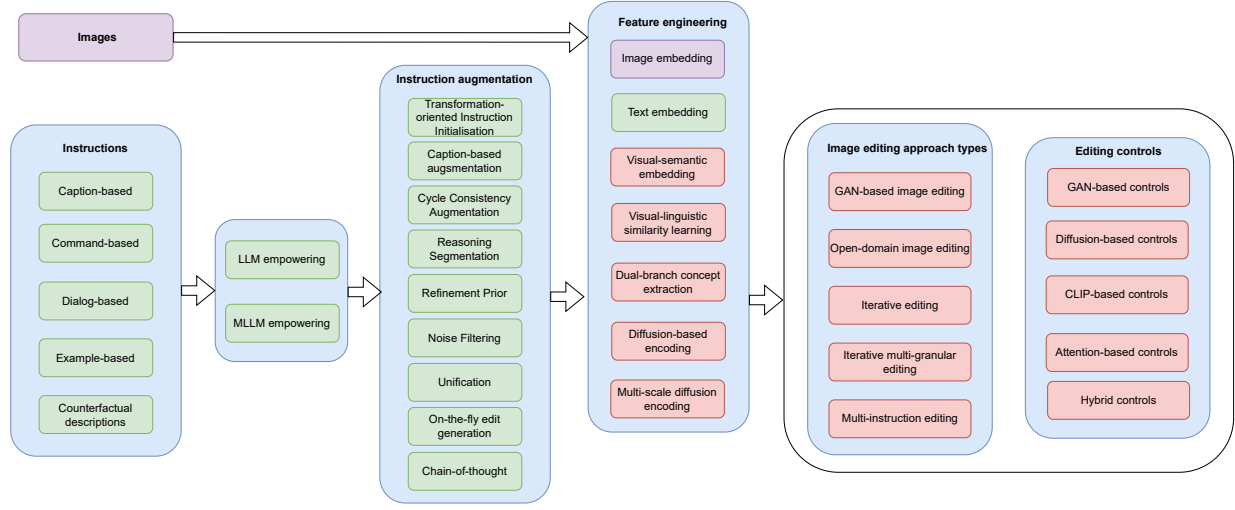 Images
Instructions
Caption-based
Command-based
Dialog-based
Example-based
Counterfactual
descriptions
LLM empowering
MLLM empowering
Instruction augmentation
Transformation-
oriented Instruction
Initialisation
Caption-based
augmentation
Cycle Consistency
Augmentation
Reasoning
Segmentation
Refinement Prior
Noise Filtering
Unification
On-the-fly edit
generation
Chain-of-thought
Feature engineering
Image embedding
Text embedding
Visual-semantic
embedding
Visual-linguistic
similarity learning
Dual-branch concept
extraction
Diffusion-based
encoding
Multi-scale diffusion
encoding
Image editing approach types
GAN-based image editing
Open-domain image editing
Iterative editing
Iterative multi-granular
editing
Multi-instruction editing
Editing controls
GAN-based controls
Diffusion-based controls
CLIP-based controls
Attention-based controls
Hybrid controls